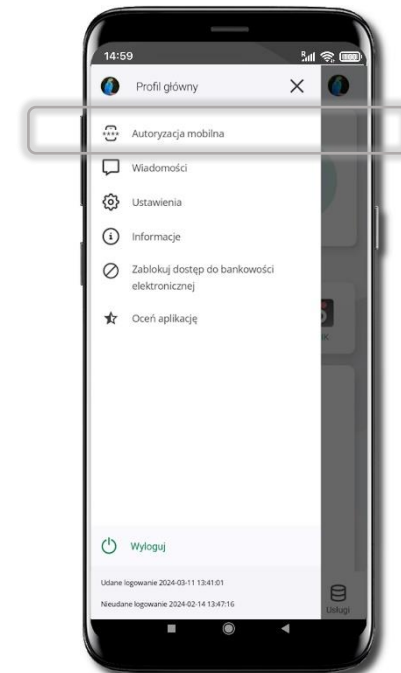 14:59
Profil główny
Autoryzacja mobilna
Wiadomości
Ustawienia
Informacje
Zablokuj dostęp do bankowości
elektronicznej
Oceń aplikację
Wyloguj
Udane logowanie 2024-03-11 13:41:01
Nieudane logowanie 2024-02-14 13:47:16
Usługi